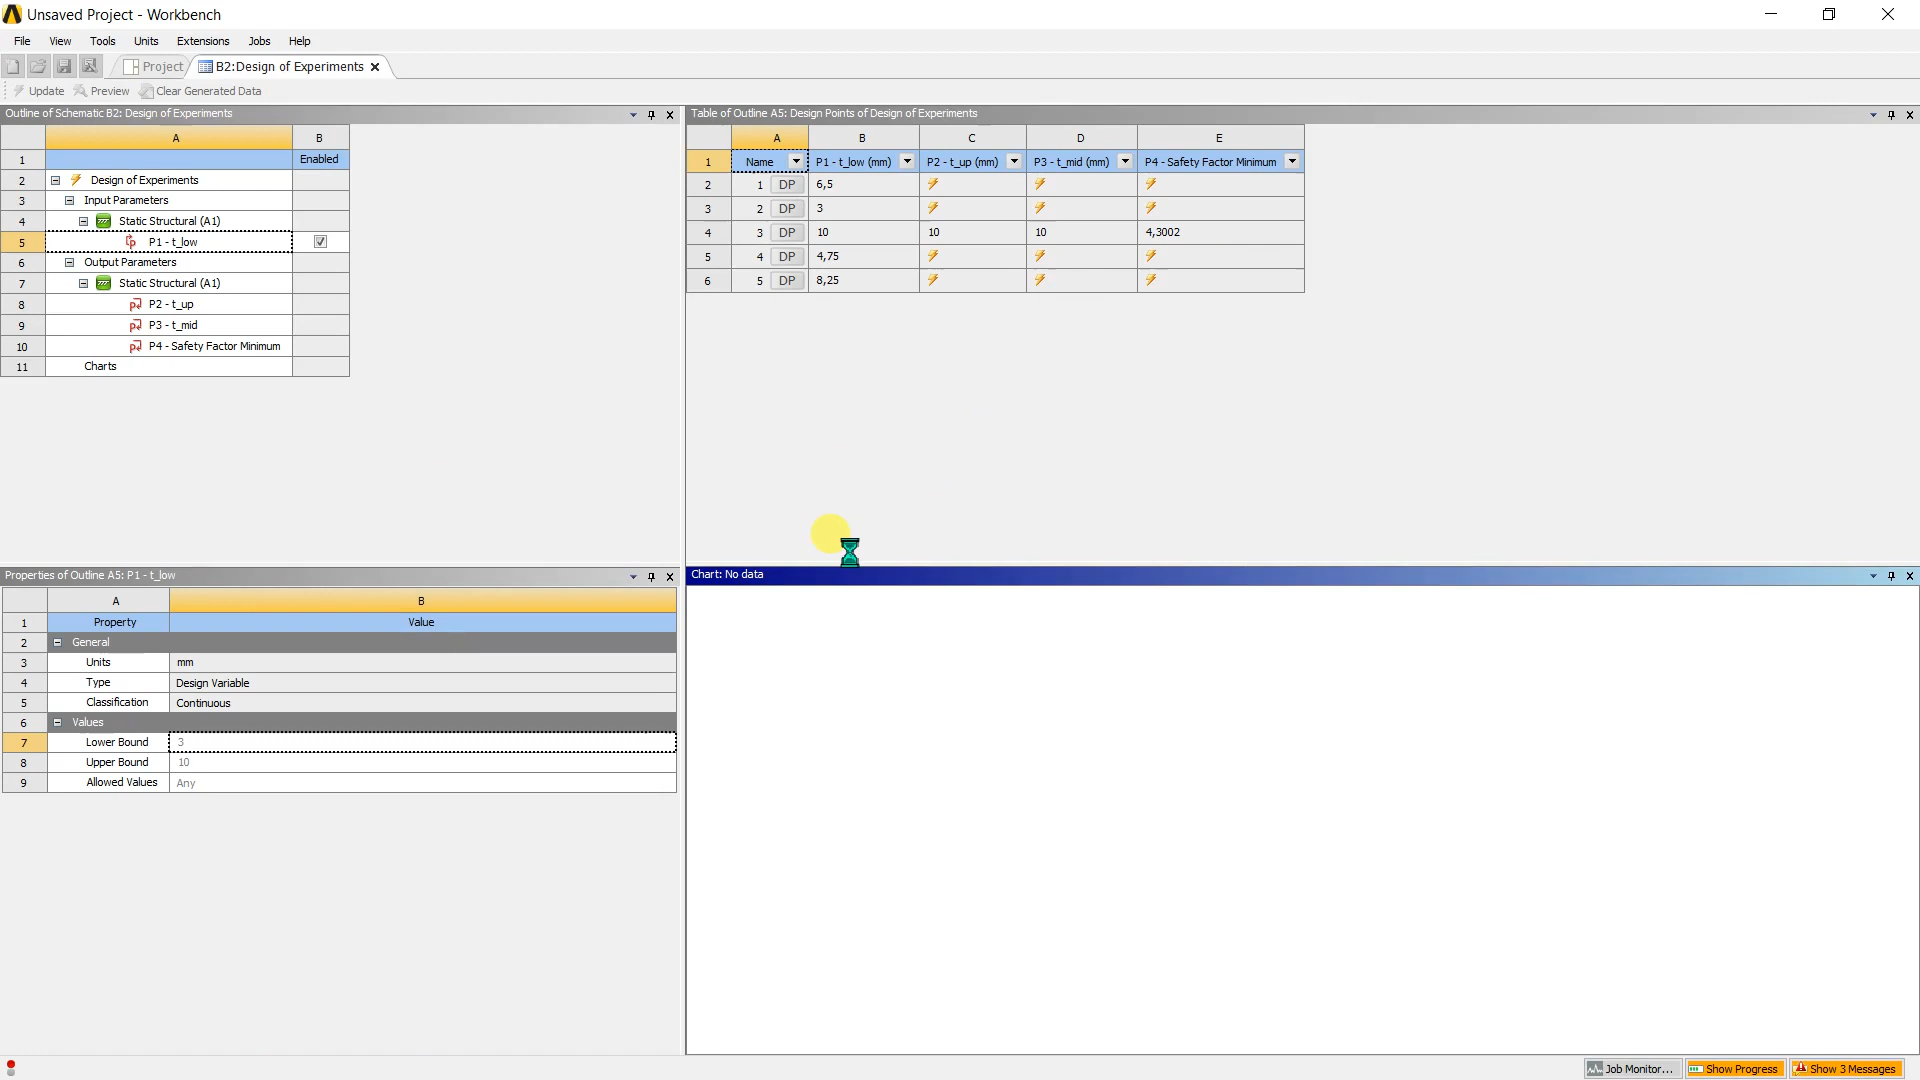 Unsaved Project - Workbench
File View Tools Units Extensions Jobs Help
Project B2:Design of Experiments
Update Preview Clear Generated Data
Outline of Schematic B2: Design of Experiments
A B
1 Enabled
2 Design of Experiments
3 Input Parameters
4 Static Structural (A1)
5 P1 - t_low
6 Output Parameters
7 Static Structural (A1)
8 P2 - t_up
9 P3 - t_mid
10 P4 - Safety Factor Minimum
11 Charts
Table of Outline A5: Design Points of Design of Experiments
A B C D E
1 Name P1 - t_low (mm) P2 - t_up (mm) P3 - t_mid (mm) P4 - Safety Factor Minimum
2 1 DP 6,5
3 2 DP 3
4 3 DP 10 10 10 4,3002
5 4 DP 4,75
6 5 DP 8,25
Properties of Outline A5: P1 - t_low
A B
1 Property Value
2 General
3 Units mm
4 Type Design Variable
5 Classification Continuous
6 Values
7 Lower Bound 3
8 Upper Bound 10
9 Allowed Values Any
Chart: No data
Job Monitor... Show Progress Show 3 Messages